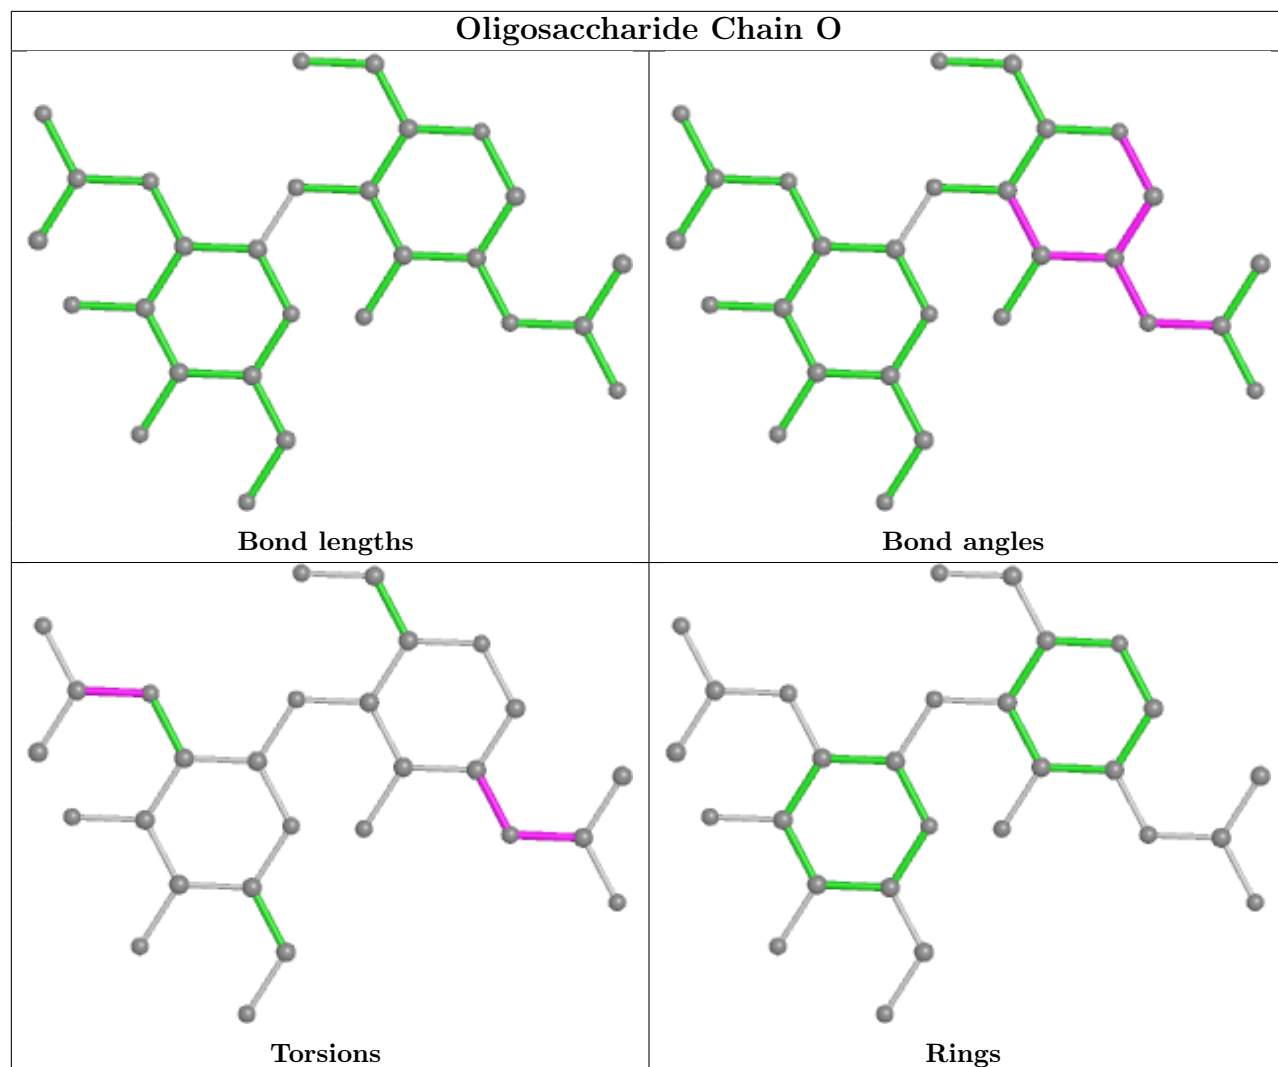 Oligosaccharide Chain O
Bond lengths
Bond angles
Torsions
Rings